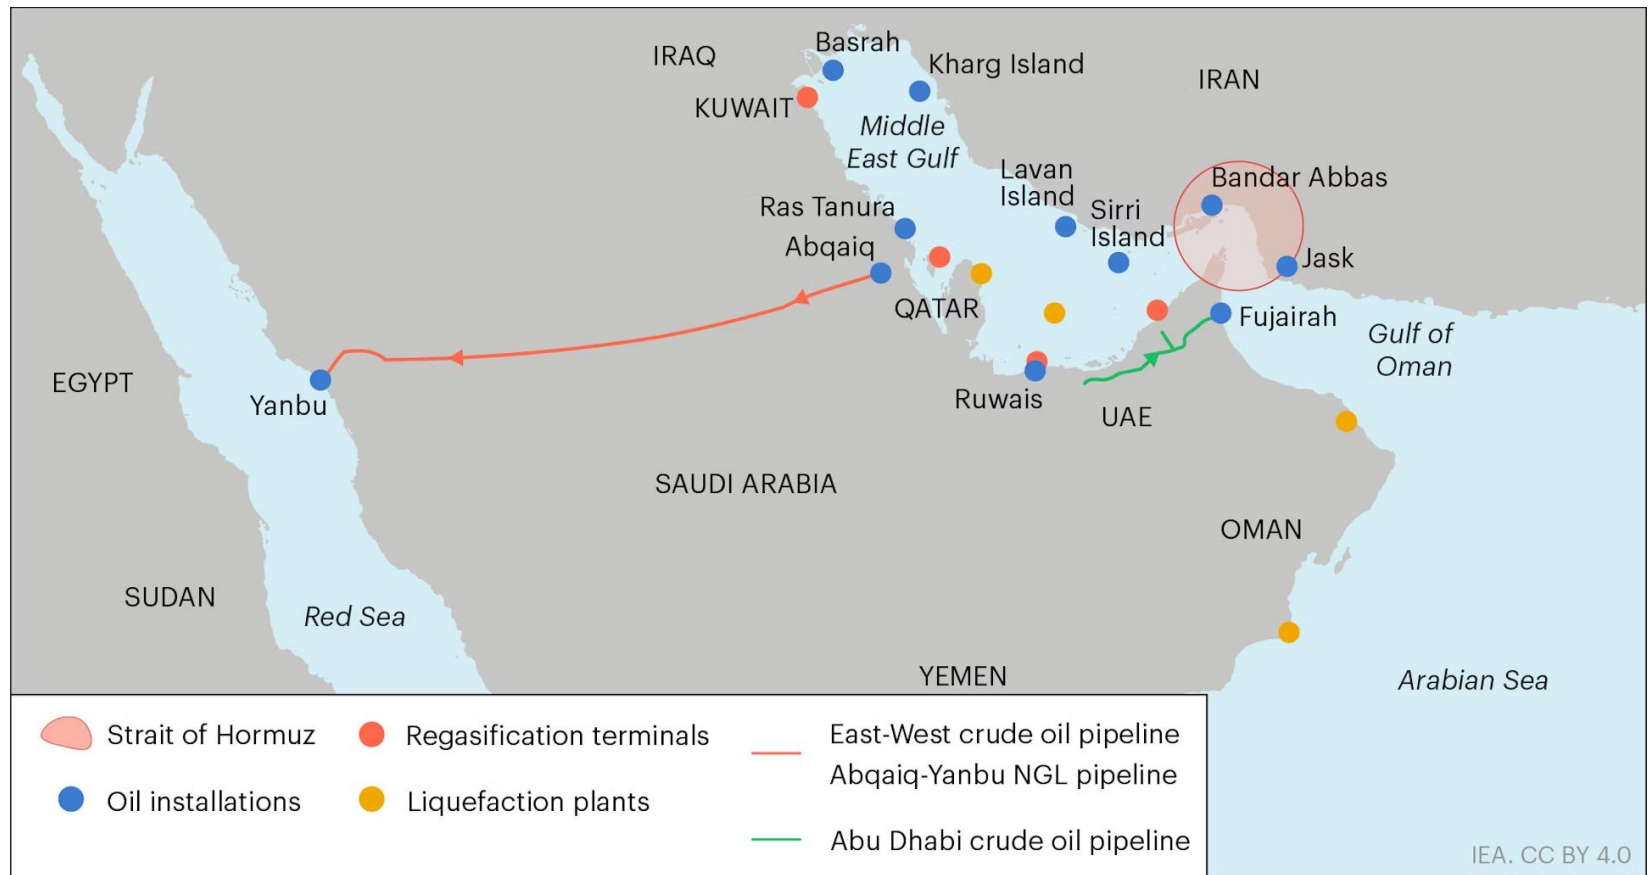 IRAQ
Basrah
Kharg Island
IRAN
KUWAIT
Middle
East Gulf
Lavan
Island
Bandar Abbas
Ras Tanura
Sirri
Island
Abqaiq
Jask
QATAR
Fujairah
Gulf of
Oman
EGYPT
Yanbu
Ruwais
UAE
SAUDI ARABIA
OMAN
SUDAN
Red Sea
YEMEN
Arabian Sea
Strait of Hormuz
Oil installations
Regasification terminals
Liquefaction plants
East-West crude oil pipeline
Abqaiq-Yanbu NGL pipeline
Abu Dhabi crude oil pipeline
IEA. CC BY 4.0